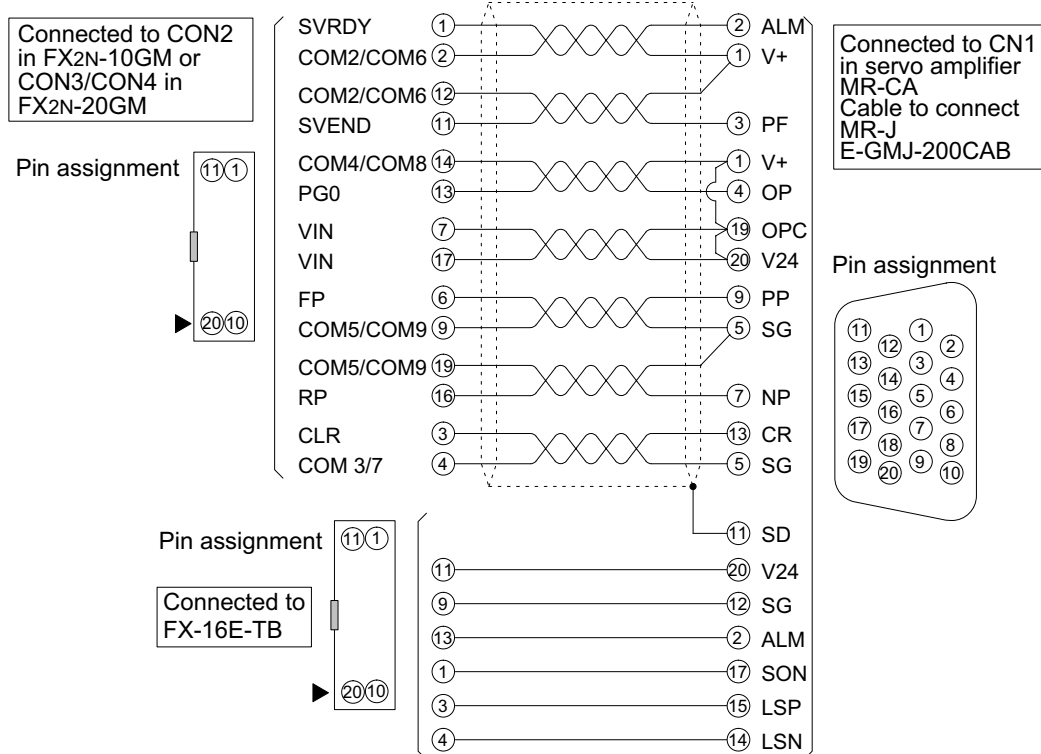 Connected to CON2
in FX2N-10GM or
CON3/CON4 in
FX2N-20GM
Pin assignment
11 1
20 10
SVRDY 1 2 ALM
COM2/COM6 2 1 V+
COM2/COM6 12
SVEND 11 3 PF
COM4/COM8 14 1 V+
PG0 13 4 OP
VIN 7 19 OPC
VIN 17 20 V24
FP 6 9 PP
COM5/COM9 9 5 SG
COM5/COM9 19
RP 16 7 NP
CLR 3 13 CR
COM 3/7 4 5 SG
11 SD
Connected to CN1
in servo amplifier
MR-CA
Cable to connect
MR-J
E-GMJ-200CAB
Pin assignment
11 1
12 2
13 3
14 4
15 5
16 6
17 7
18 8
19 9
20 10
Pin assignment
11 1
20 10
Connected to
FX-16E-TB
11 20 V24
9 12 SG
13 2 ALM
1 17 SON
3 15 LSP
4 14 LSN